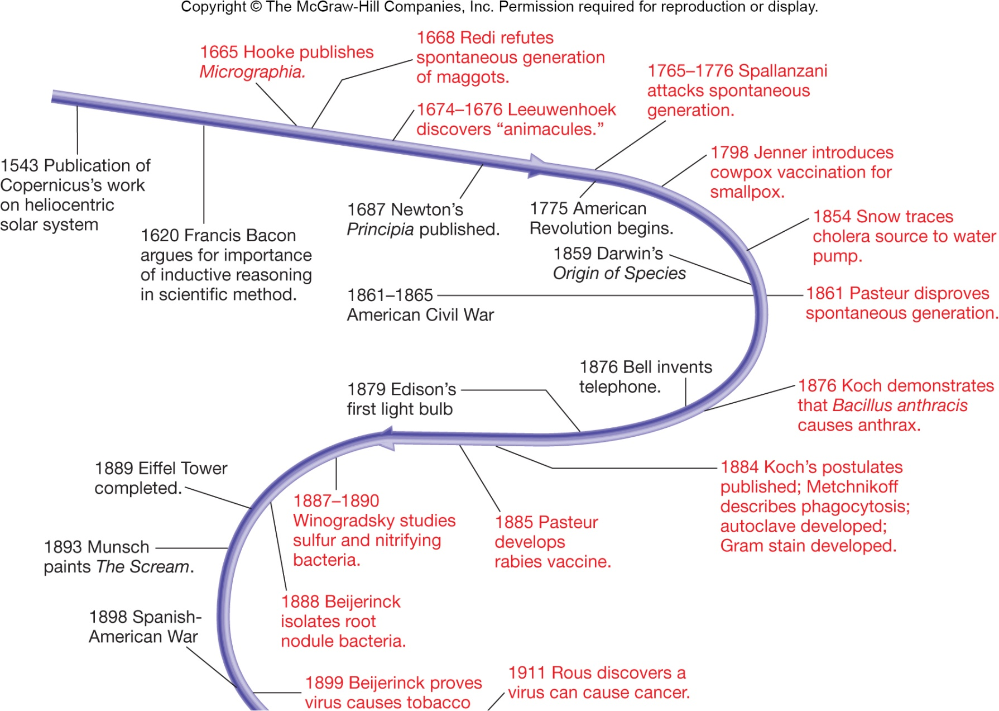 Copyright © The McGraw-Hill Companies, Inc. Permission required for reproduction or display.
1665 Hooke publishes
Micrographia.
1668 Redi refutes
spontaneous generation
of maggots.
1674–1676 Leeuwenhoek
discovers “animacules.”
1765–1776 Spallanzani
attacks spontaneous
generation.
1543 Publication of
Copernicus’s work
on heliocentric
solar system
1620 Francis Bacon
argues for importance
of inductive reasoning
in scientific method.
1687 Newton’s
Principia published.
1775 American
Revolution begins.
1798 Jenner introduces
cowpox vaccination for
smallpox.
1854 Snow traces
cholera source to water
pump.
1859 Darwin’s
Origin of Species
1861–1865
American Civil War
1861 Pasteur disproves
spontaneous generation.
1876 Bell invents
telephone.
1876 Koch demonstrates
that Bacillus anthracis
causes anthrax.
1879 Edison’s
first light bulb
1884 Koch’s postulates
published; Metchnikoff
describes phagocytosis;
autoclave developed;
Gram stain developed.
1885 Pasteur
develops
rabies vaccine.
1887–1890
Winogradsky studies
sulfur and nitrifying
bacteria.
1889 Eiffel Tower
completed.
1888 Beijerinck
isolates root
nodule bacteria.
1893 Munsch
paints The Scream.
1898 Spanish-
American War
1899 Beijerinck proves
virus causes tobacco
1911 Rous discovers a
virus can cause cancer.